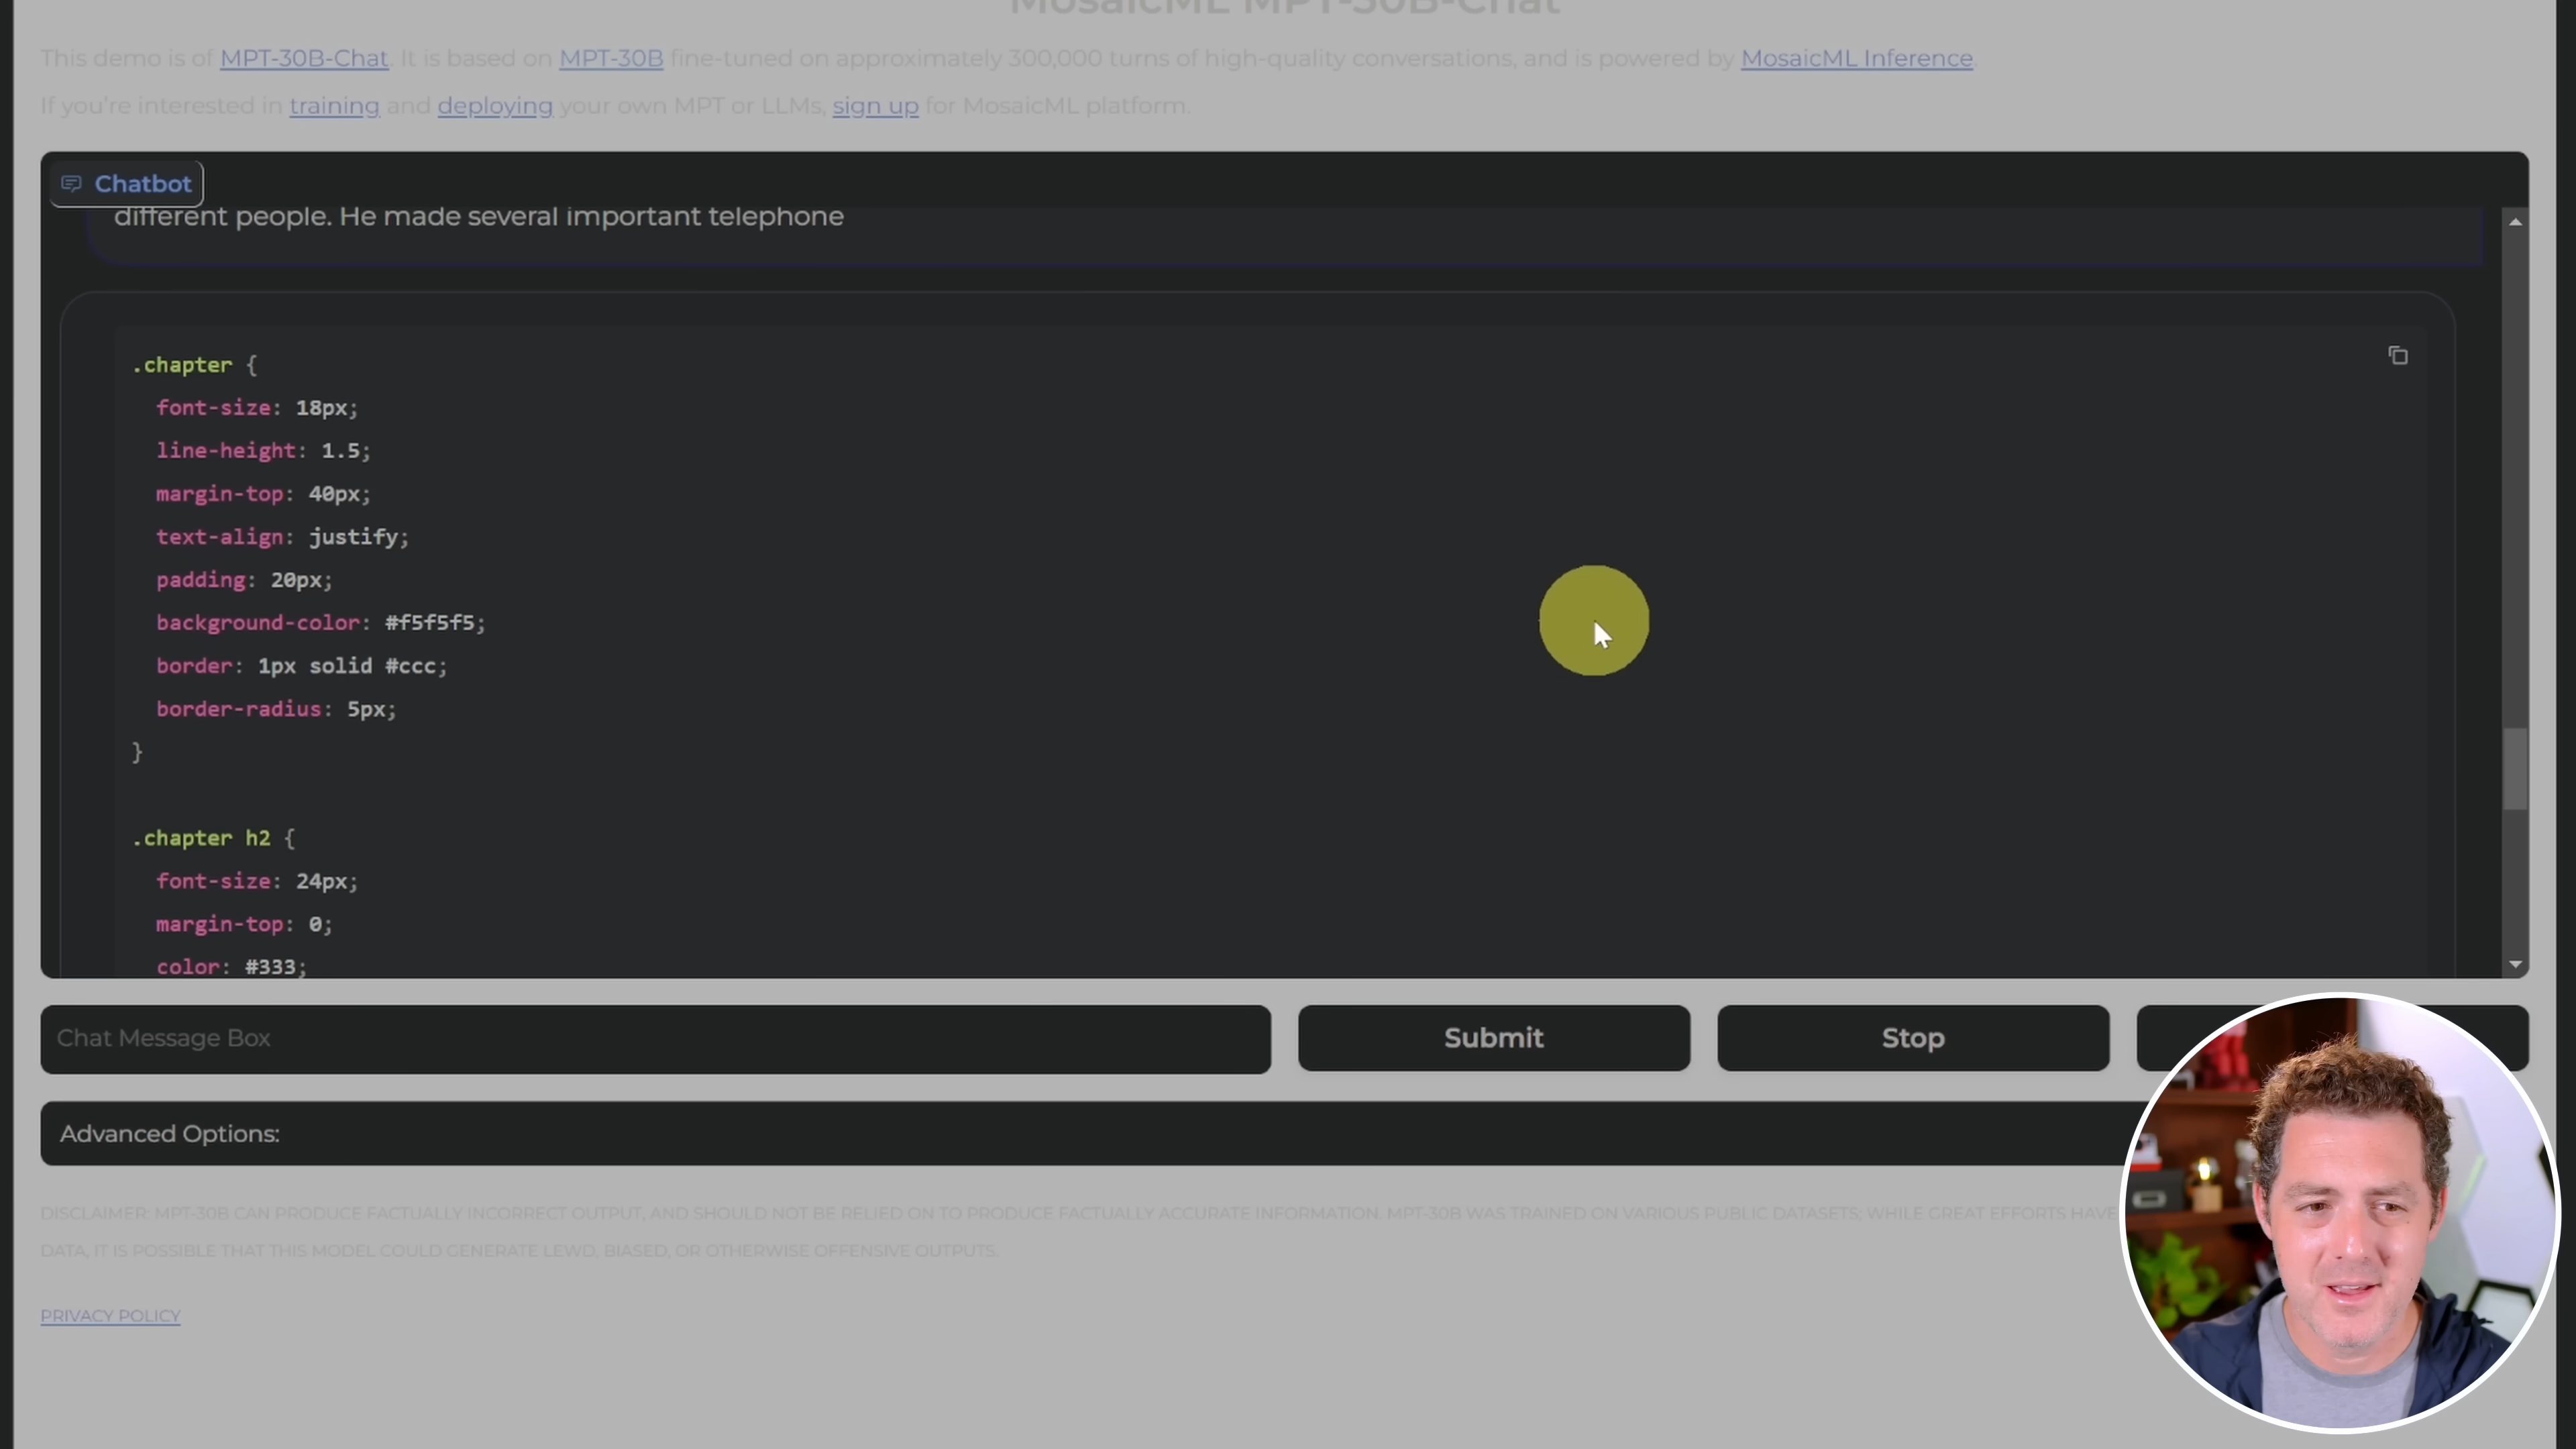 MosaicML MPT-30B-Chat
This demo is of MPT-30B-Chat. It is based on MPT-30B fine-tuned on approximately 300,000 turns of high-quality conversations, and is powered by MosaicML Inference.
If you're interested in training and deploying your own MPT or LLMs, sign up for MosaicML platform.
Chatbot
different people. He made several important telephone
.chapter {
font-size: 18px;
line-height: 1.5;
margin-top: 40px;
text-align: justify;
padding: 20px;
background-color: #f5f5f5;
border: 1px solid #ccc;
border-radius: 5px;
}
.chapter h2 {
font-size: 24px;
margin-top: 0;
color: #333;
Chat Message Box
Submit
Stop
Advanced Options:
DISCLAIMER: MPT-30B CAN PRODUCE FACTUALLY INCORRECT OUTPUT, AND SHOULD NOT BE RELIED ON TO PRODUCE FACTUALLY ACCURATE INFORMATION. MPT-30B WAS TRAINED ON VARIOUS PUBLIC DATASETS; WHILE GREAT EFFORTS HAVE
DATA, IT IS POSSIBLE THAT THIS MODEL COULD GENERATE LEWD, BIASED, OR OTHERWISE OFFENSIVE OUTPUTS.
PRIVACY POLICY